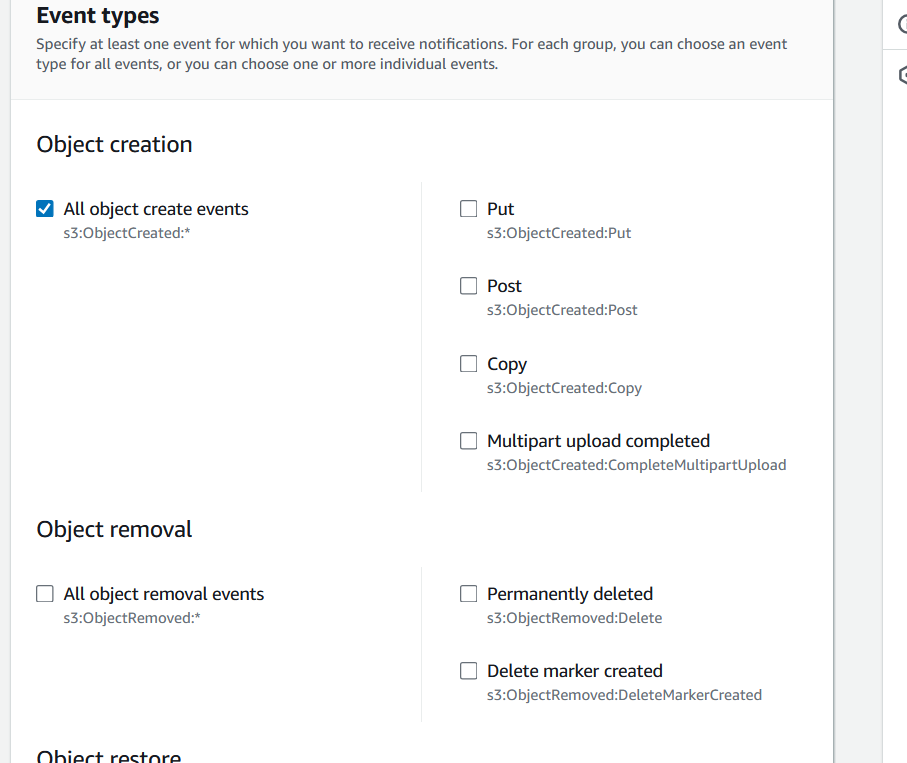 Event types
Specify at least one event for which you want to receive notifications. For each group, you can choose an event
type for all events, or you can choose one or more individual events.
Object creation
All object create events
s3:ObjectCreated:*
Put
s3:ObjectCreated:Put
Post
s3:ObjectCreated:Post
Copy
s3:ObjectCreated:Copy
Multipart upload completed
s3:ObjectCreated:CompleteMultipartUpload
Object removal
All object removal events
s3:ObjectRemoved:*
Permanently deleted
s3:ObjectRemoved:Delete
Delete marker created
s3:ObjectRemoved:DeleteMarkerCreated
Object restore